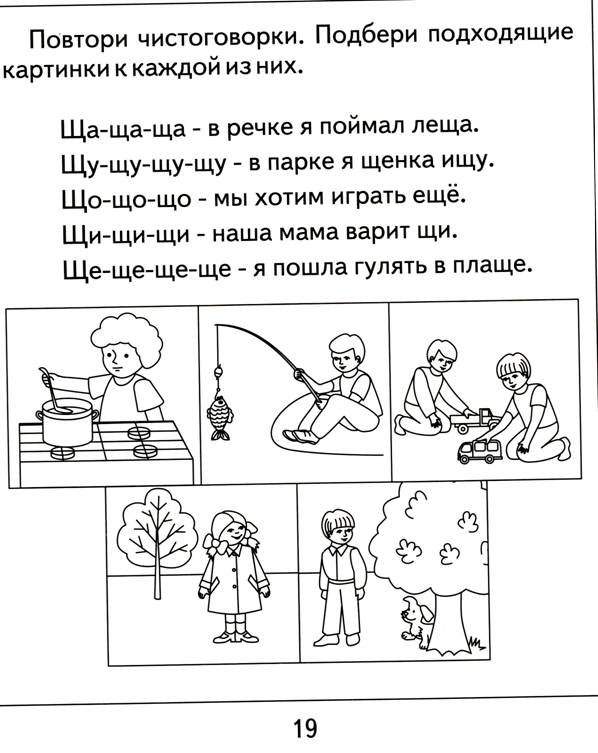 Повтори чистоговорки. Подбери подходящие
картинки к каждой из них.
Ща-ща-ща - в речке я поймал леща.
Щу-щу-щу-щу - в парке я щенка ищу.
Що-що-що - мы хотим играть ещё.
Щи-щи-щи - наша мама варит щи.
Ще-ще-ще-ще - я пошла гулять в плаще.
19